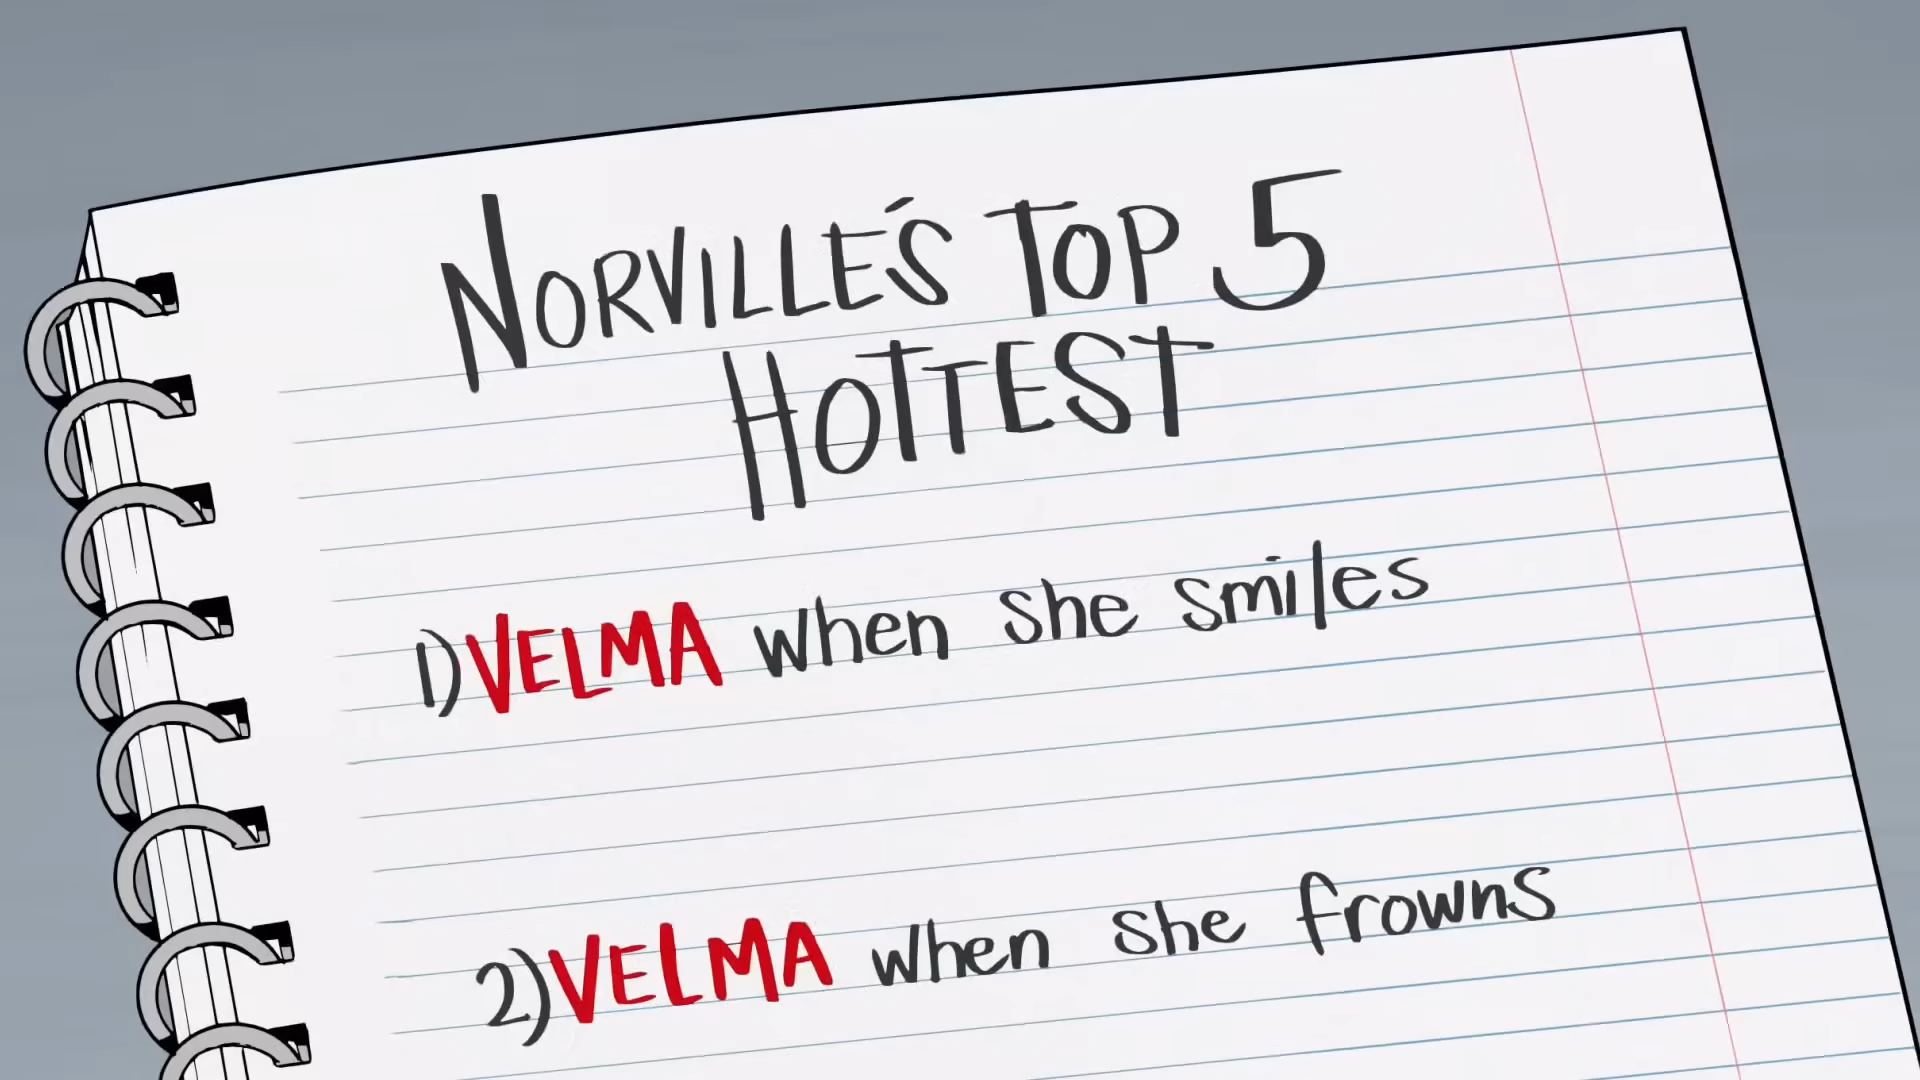 NORVILLE'S TOP 5
HOTTEST
1) VELMA when she smiles
2) VELMA when she frowns